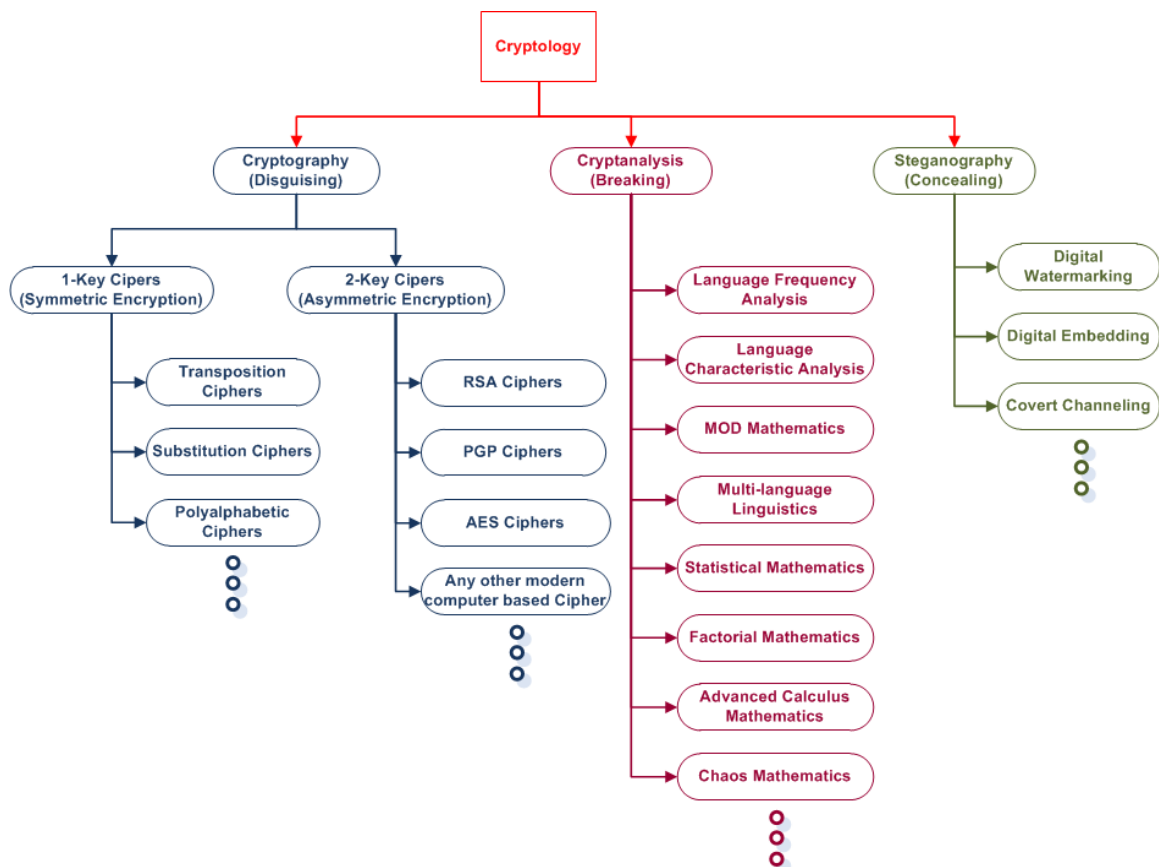 Cryptology
Cryptography
(Disguising)
Cryptanalysis
(Breaking)
Steganography
(Concealing)
1-Key Cipers
(Symmetric Encryption)
2-Key Cipers
(Asymmetric Encryption)
Transposition
Ciphers
Substitution Ciphers
Polyalphabetic
Ciphers
RSA Ciphers
PGP Ciphers
AES Ciphers
Any other modern
computer based Cipher
Language Frequency
Analysis
Language
Characteristic Analysis
MOD Mathematics
Multi-language
Linguistics
Statistical Mathematics
Factorial Mathematics
Advanced Calculus
Mathematics
Chaos Mathematics
Digital
Watermarking
Digital Embedding
Covert Channeling